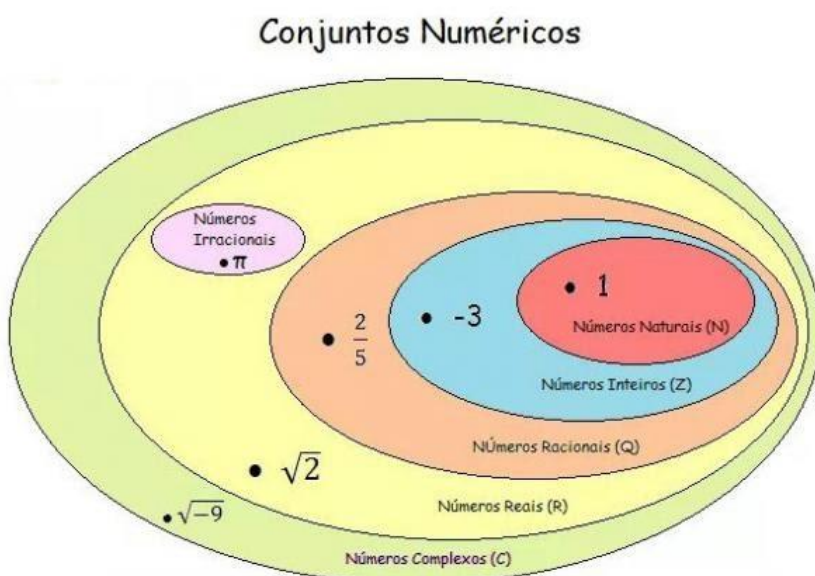 Conjuntos Numéricos
Números
Irracionais
π
1
Números Naturais (N)
-3
2
5
Números Inteiros (Z)
NÚmeros Racionais (Q)
√2
Números Reais (R)
√-9
Números Complexos (C)